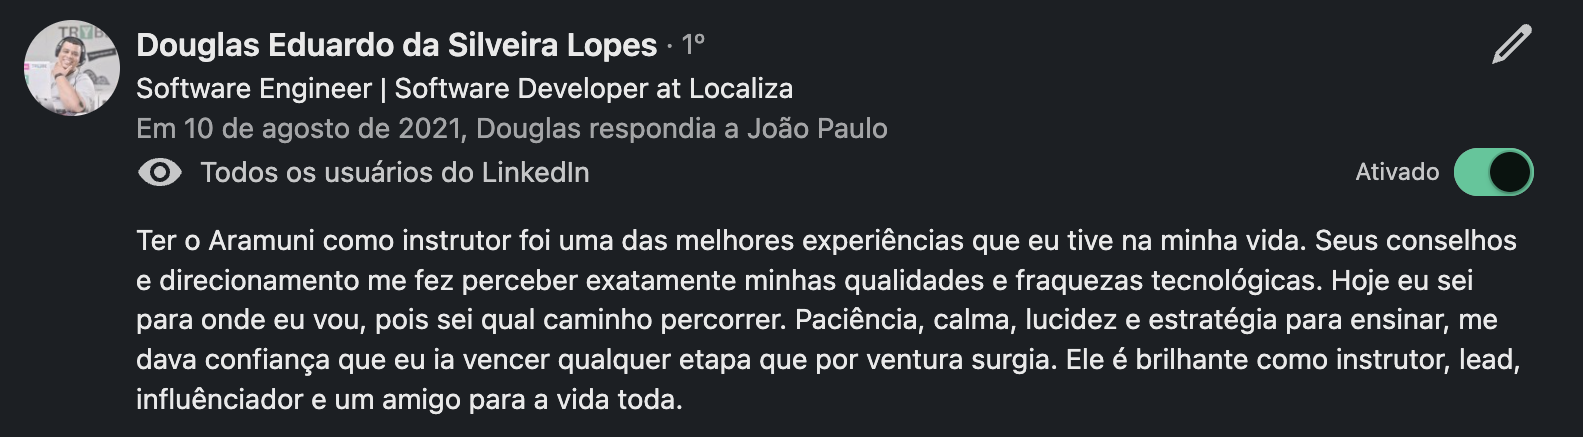 Douglas Eduardo da Silveira Lopes · 1º
Software Engineer | Software Developer at Localiza
Em 10 de agosto de 2021, Douglas respondia a João Paulo
Todos os usuários do LinkedIn
Ativado
Ter o Aramuni como instrutor foi uma das melhores experiências que eu tive na minha vida. Seus conselhos
e direcionamento me fez perceber exatamente minhas qualidades e fraquezas tecnológicas. Hoje eu sei
para onde eu vou, pois sei qual caminho percorrer. Paciência, calma, lucidez e estratégia para ensinar, me
dava confiança que eu ia vencer qualquer etapa que por ventura surgia. Ele é brilhante como instrutor, lead,
influênciador e um amigo para a vida toda.